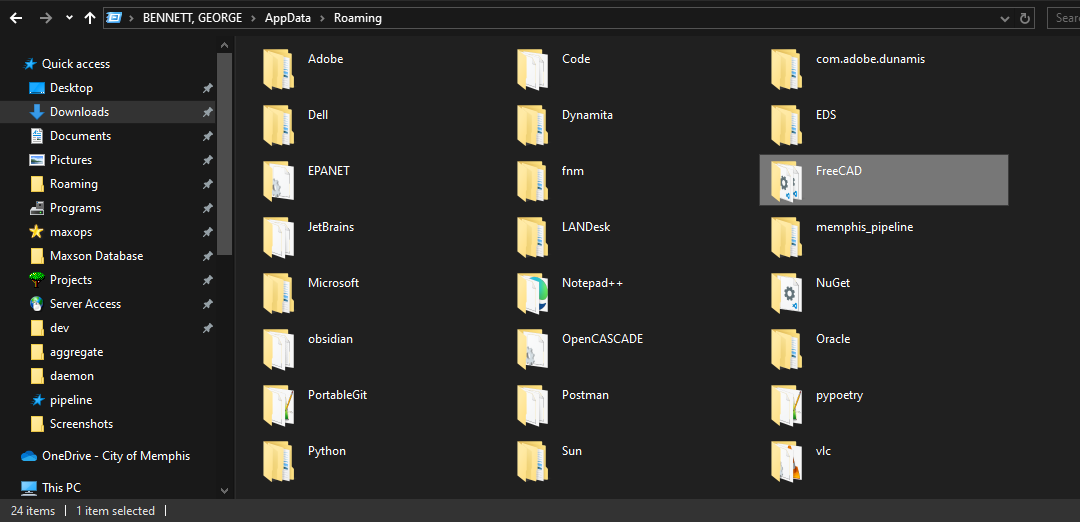 BENNETT, GEORGE > AppData > Roaming
Sear
Quick access
Desktop
Downloads
Documents
Pictures
Roaming
Programs
maxops
Maxson Database
Projects
Server Access
dev
aggregate
daemon
pipeline
Screenshots
OneDrive - City of Memphis
This PC
Adobe Code com.adobe.dunamis
Dell Dynamita EDS
EPANET fnm FreeCAD
JetBrains LANDesk memphis_pipeline
Microsoft Notepad++ NuGet
obsidian OpenCASCADE Oracle
PortableGit Postman pypoetry
Python Sun vlc
24 items | 1 item selected |